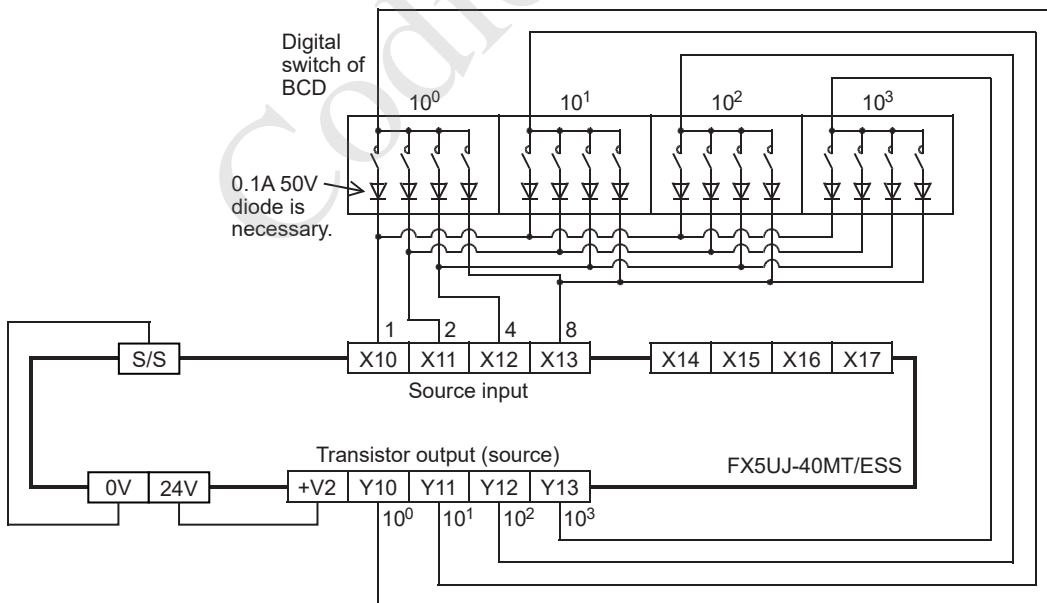 Digital
switch of
BCD
10⁰ 10¹ 10² 10³
0.1A 50V
diode is
necessary.
1 2 4 8
S/S X10 X11 X12 X13 X14 X15 X16 X17
Source input
Transistor output (source)
FX5UJ-40MT/ESS
0V 24V +V2 Y10 Y11 Y12 Y13
10⁰ 10¹ 10² 10³